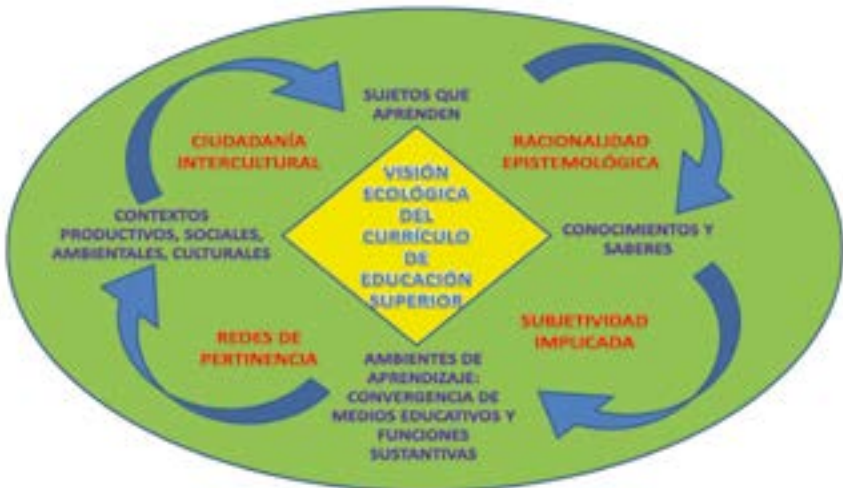 SUJETOS QUE
APRENDEN
CIUDADANÍA
INTERCULTURAL
RACIONALIDAD
EPISTEMOLÓGICA
VISIÓN
ECOLÓGICA
DEL
CURRÍCULO
DE
EDUCACIÓN
SUPERIOR
CONTEXTOS
PRODUCTIVOS, SOCIALES,
AMBIENTALES, CULTURALES
CONOCIMIENTOS Y
SABERES
REDES DE
PERTINENCIA
SUBJETIVIDAD
IMPLICADA
AMBIENTES DE
APRENDIZAJE:
CONVERGENCIA DE
MEDIOS EDUCATIVOS Y
FUNCIONES
SUSTANTIVAS